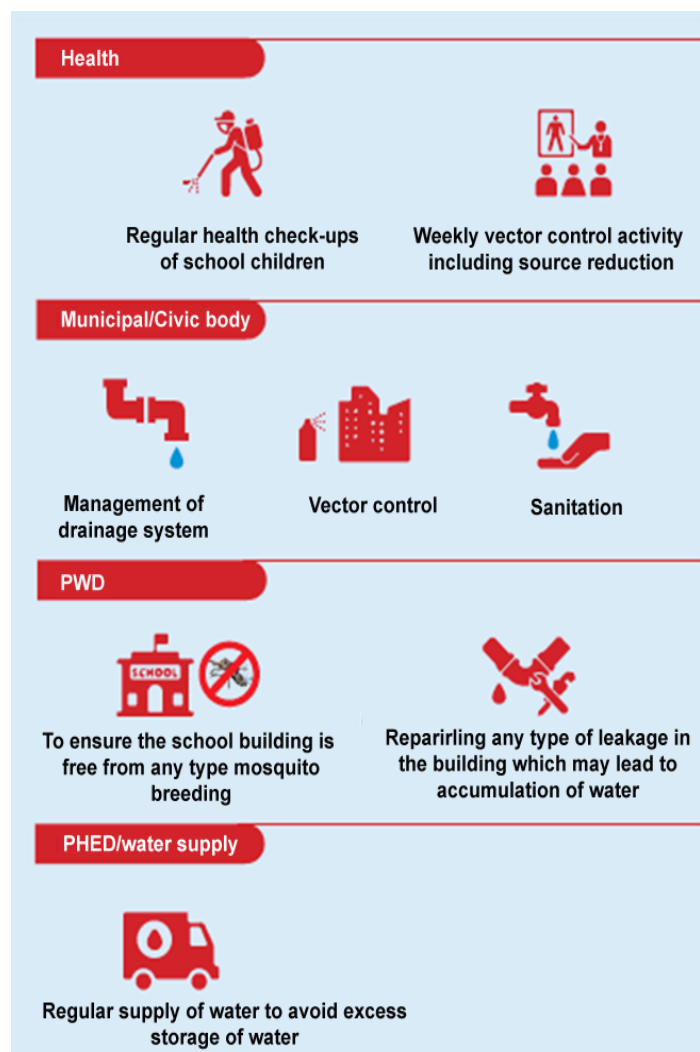 Health
Regular health check-ups
of school children
Weekly vector control activity
including source reduction
Municipal/Civic body
Management of
drainage system
Vector control
Sanitation
PWD
SCHOOL
To ensure the school building is
free from any type mosquito
breeding
Reparirling any type of leakage in
the building which may lead to
accumulation of water
PHED/water supply
Regular supply of water to avoid excess
storage of water